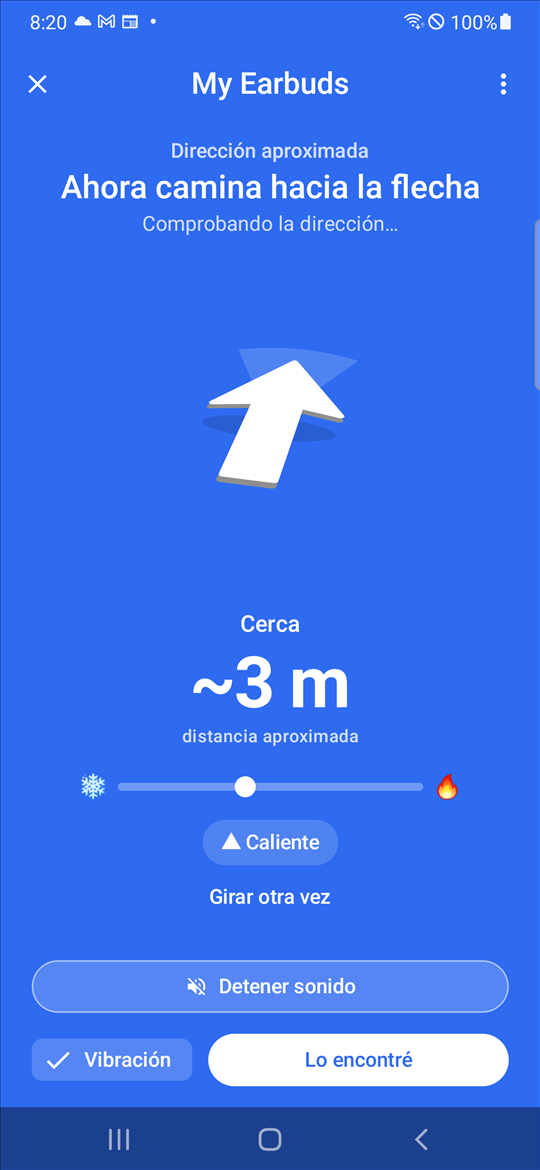 8:20
100%
My Earbuds
Dirección aproximada
Ahora camina hacia la flecha
Comprobando la dirección…
Cerca
~3 m
distancia aproximada
Caliente
Girar otra vez
Detener sonido
Vibración
Lo encontré